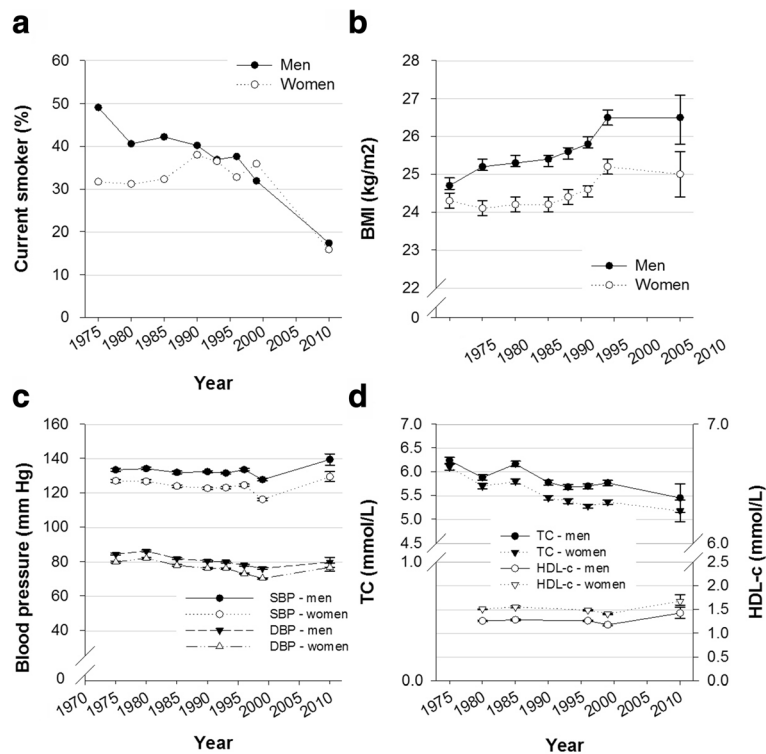 a
60
50
40
30
20
10
0
Current smoker (%)
Men
Women
1975
1980
1985
1990
1995
2000
2005
2010
Year
b
28
27
26
25
24
23
22
0
BMI (kg/m2)
Men
Women
1975
1980
1985
1990
1995
2000
2005
2010
Year
c
160
140
120
100
80
60
40
0
Blood pressure (mm Hg)
SBP - men
SBP - women
DBP - men
DBP - women
1970
1975
1980
1985
1990
1995
2000
2005
2010
Year
d
7.0
6.5
6.0
5.5
5.0
4.5
1.0
0.0
TC (mmol/L)
TC - men
TC - women
HDL-c - men
HDL-c - women
7.0
6.0
2.5
2.0
1.5
1.0
0.5
0.0
HDL-c (mmol/L)
1975
1980
1985
1990
1995
2000
2005
2010
Year